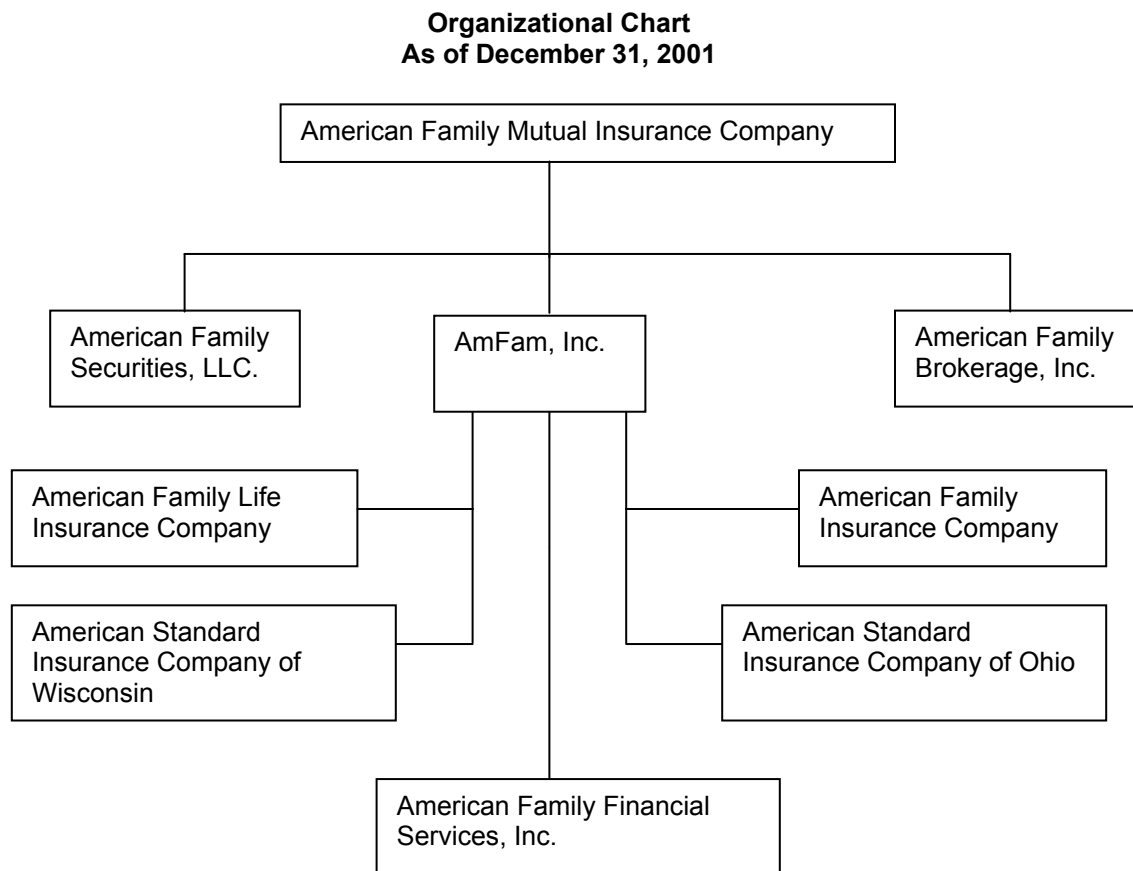 Organizational Chart
As of December 31, 2001
American Family Mutual Insurance Company
American Family
Securities, LLC.
AmFam, Inc.
American Family
Brokerage, Inc.
American Family Life
Insurance Company
American Family
Insurance Company
American Standard
Insurance Company of
Wisconsin
American Standard
Insurance Company of Ohio
American Family Financial
Services, Inc.